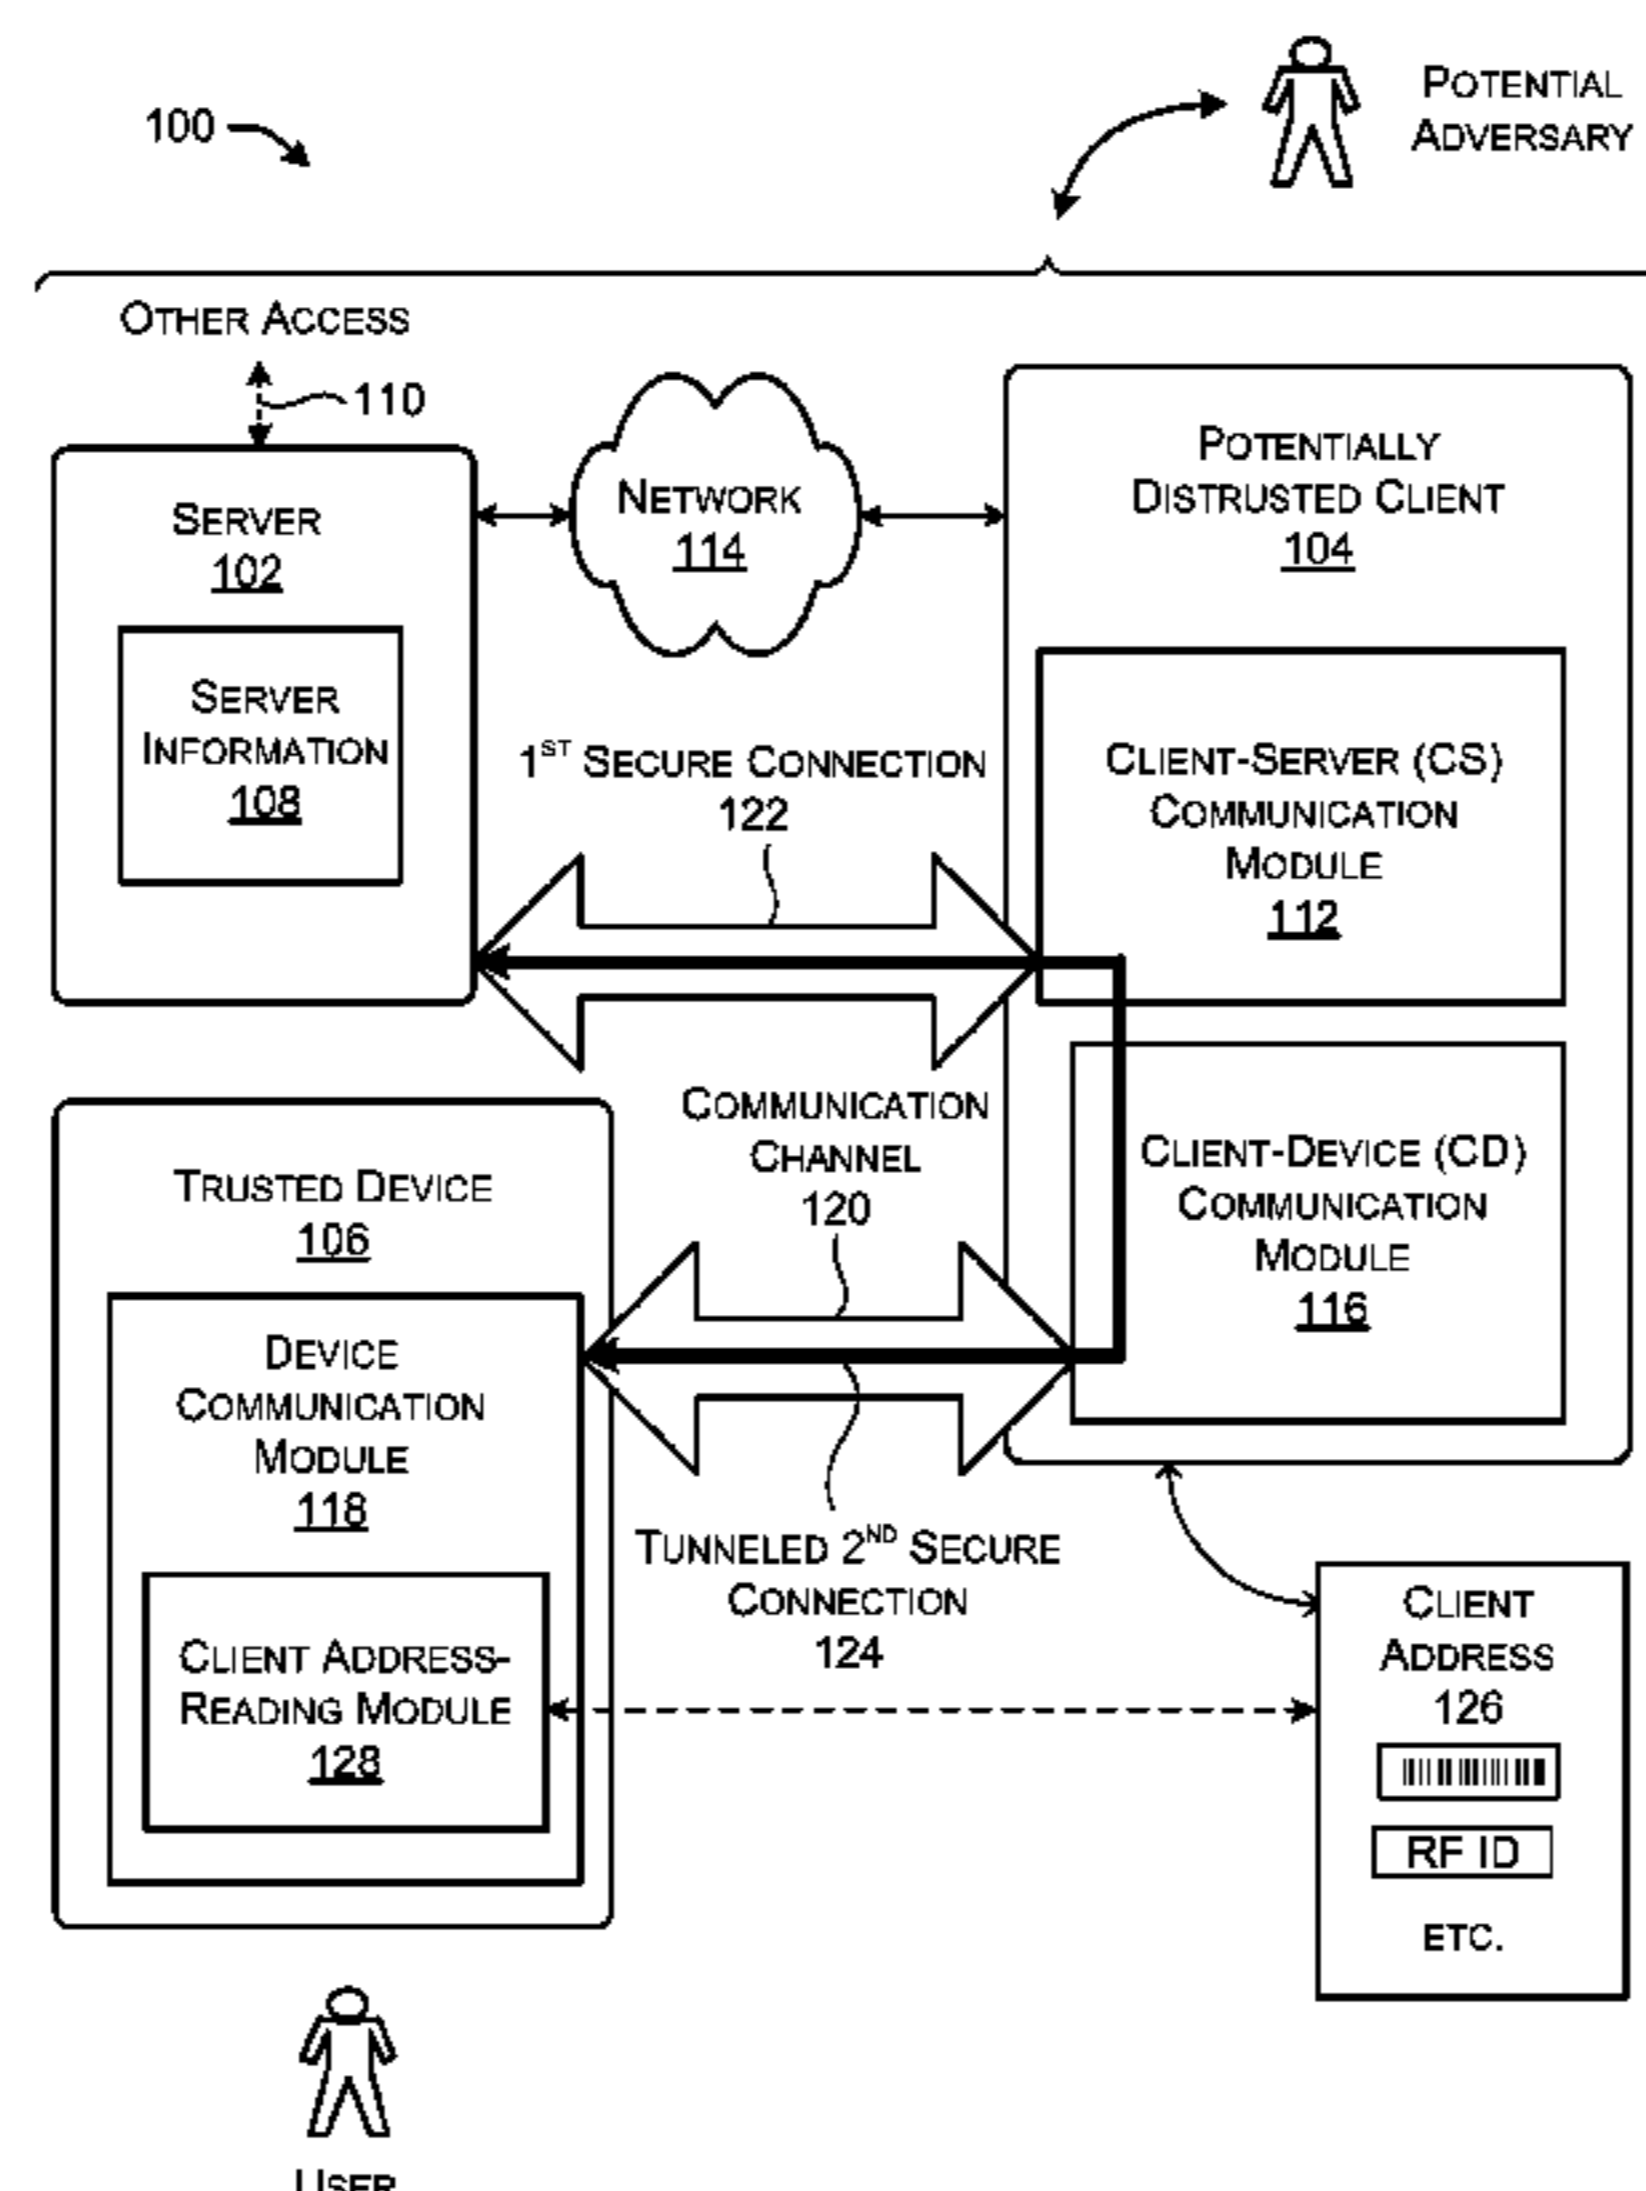 POTENTIAL
ADVERSARY
100
OTHER ACCESS
110
SERVER
102
SERVER
INFORMATION
108
NETWORK
114
POTENTIALLY
DISTRUSTED CLIENT
104
1ST SECURE CONNECTION
122
CLIENT-SERVER (CS)
COMMUNICATION
MODULE
112
COMMUNICATION
CHANNEL
120
CLIENT-DEVICE (CD)
COMMUNICATION
MODULE
116
TRUSTED DEVICE
106
DEVICE
COMMUNICATION
MODULE
118
CLIENT ADDRESS-
READING MODULE
128
TUNNELED 2ND SECURE
CONNECTION
124
CLIENT
ADDRESS
126
RF ID
ETC.
USER